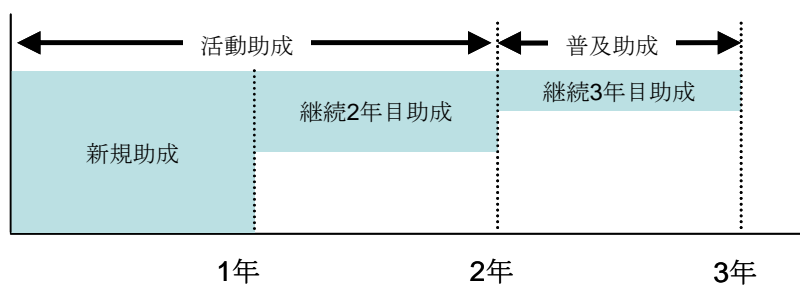 活動助成
普及助成
新規助成
継続2年目助成
継続3年目助成
1年
2年
3年